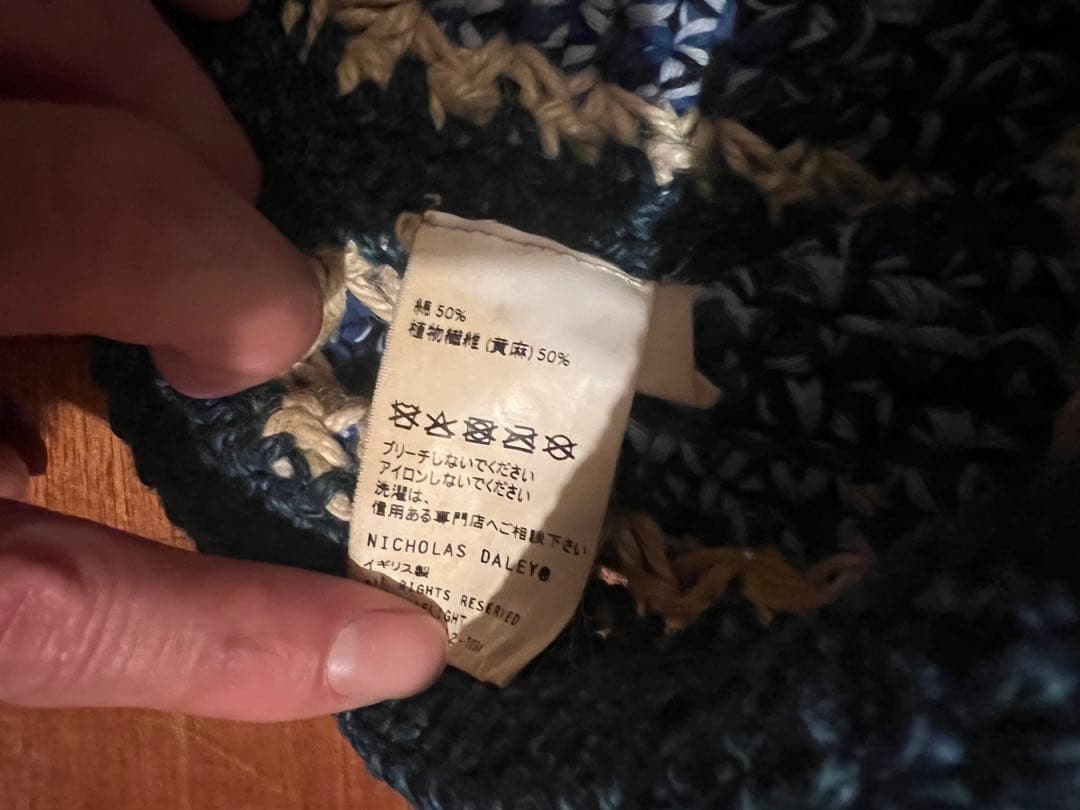 綿 50%
植物繊維 (黄麻) 50%
ブリーチしないでください
アイロンしないでください
洗濯は、
信用ある専門店へご相談下さい
NICHOLAS DALEY®
イギリス製
ALL RIGHTS RESERVED